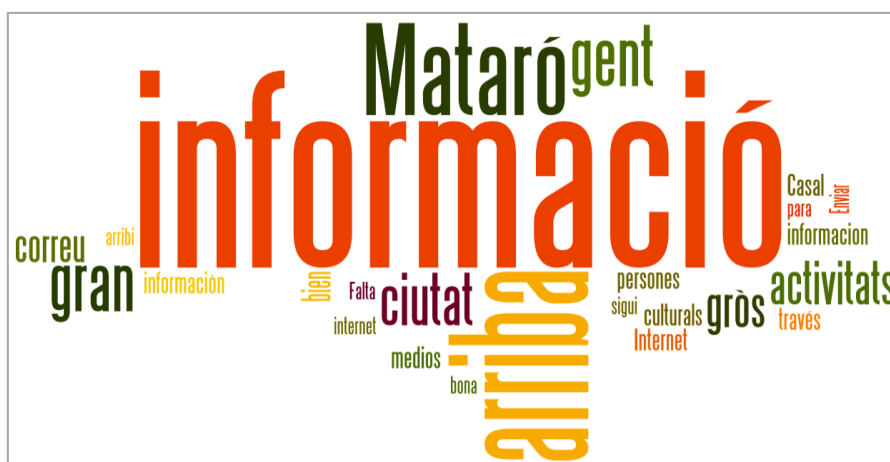 Mataró
gent
informació
Casal
para
Enviar
informacion
correu
arribi
gran
información
bien
Falta
ciutat
internet
medios
bona
arriba
persones
sigui
culturals
Internet
gròs
activitats
través